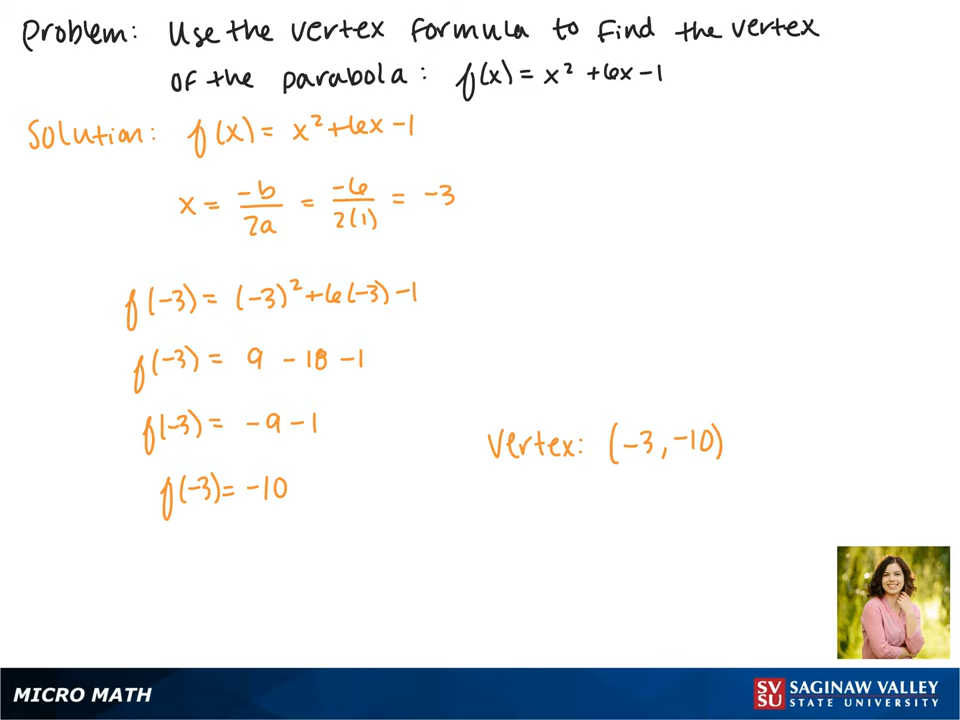 Problem: Use the vertex formula to find the vertex
of the parabola: f(x) = x² + 6x - 1
Solution: f(x) = x² + 6x - 1
x = -b/2a = -6/2(1) = -3
f(-3) = (-3)² + 6(-3) - 1
f(-3) = 9 - 18 - 1
f(-3) = -9 - 1
Vertex: (-3, -10)
f(-3) = -10
MICRO MATH
SVSU SAGINAW VALLEY
STATE UNIVERSITY